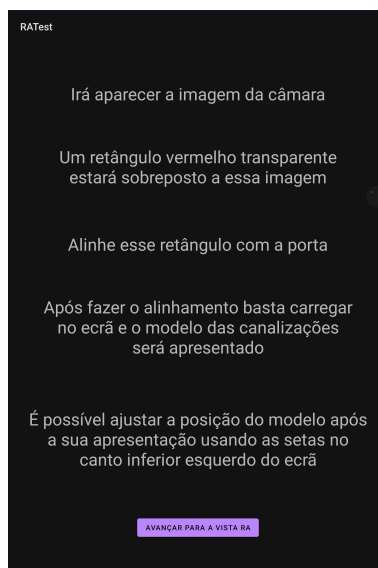 RATest
Irá aparecer a imagem da câmara
Um retângulo vermelho transparente
estará sobreposto a essa imagem
Alinhe esse retângulo com a porta
Após fazer o alinhamento basta carregar
no ecrã e o modelo das canalizações
será apresentado
É possível ajustar a posição do modelo após
a sua apresentação usando as setas no
canto inferior esquerdo do ecrã
AVANÇAR PARA A VISTA RA